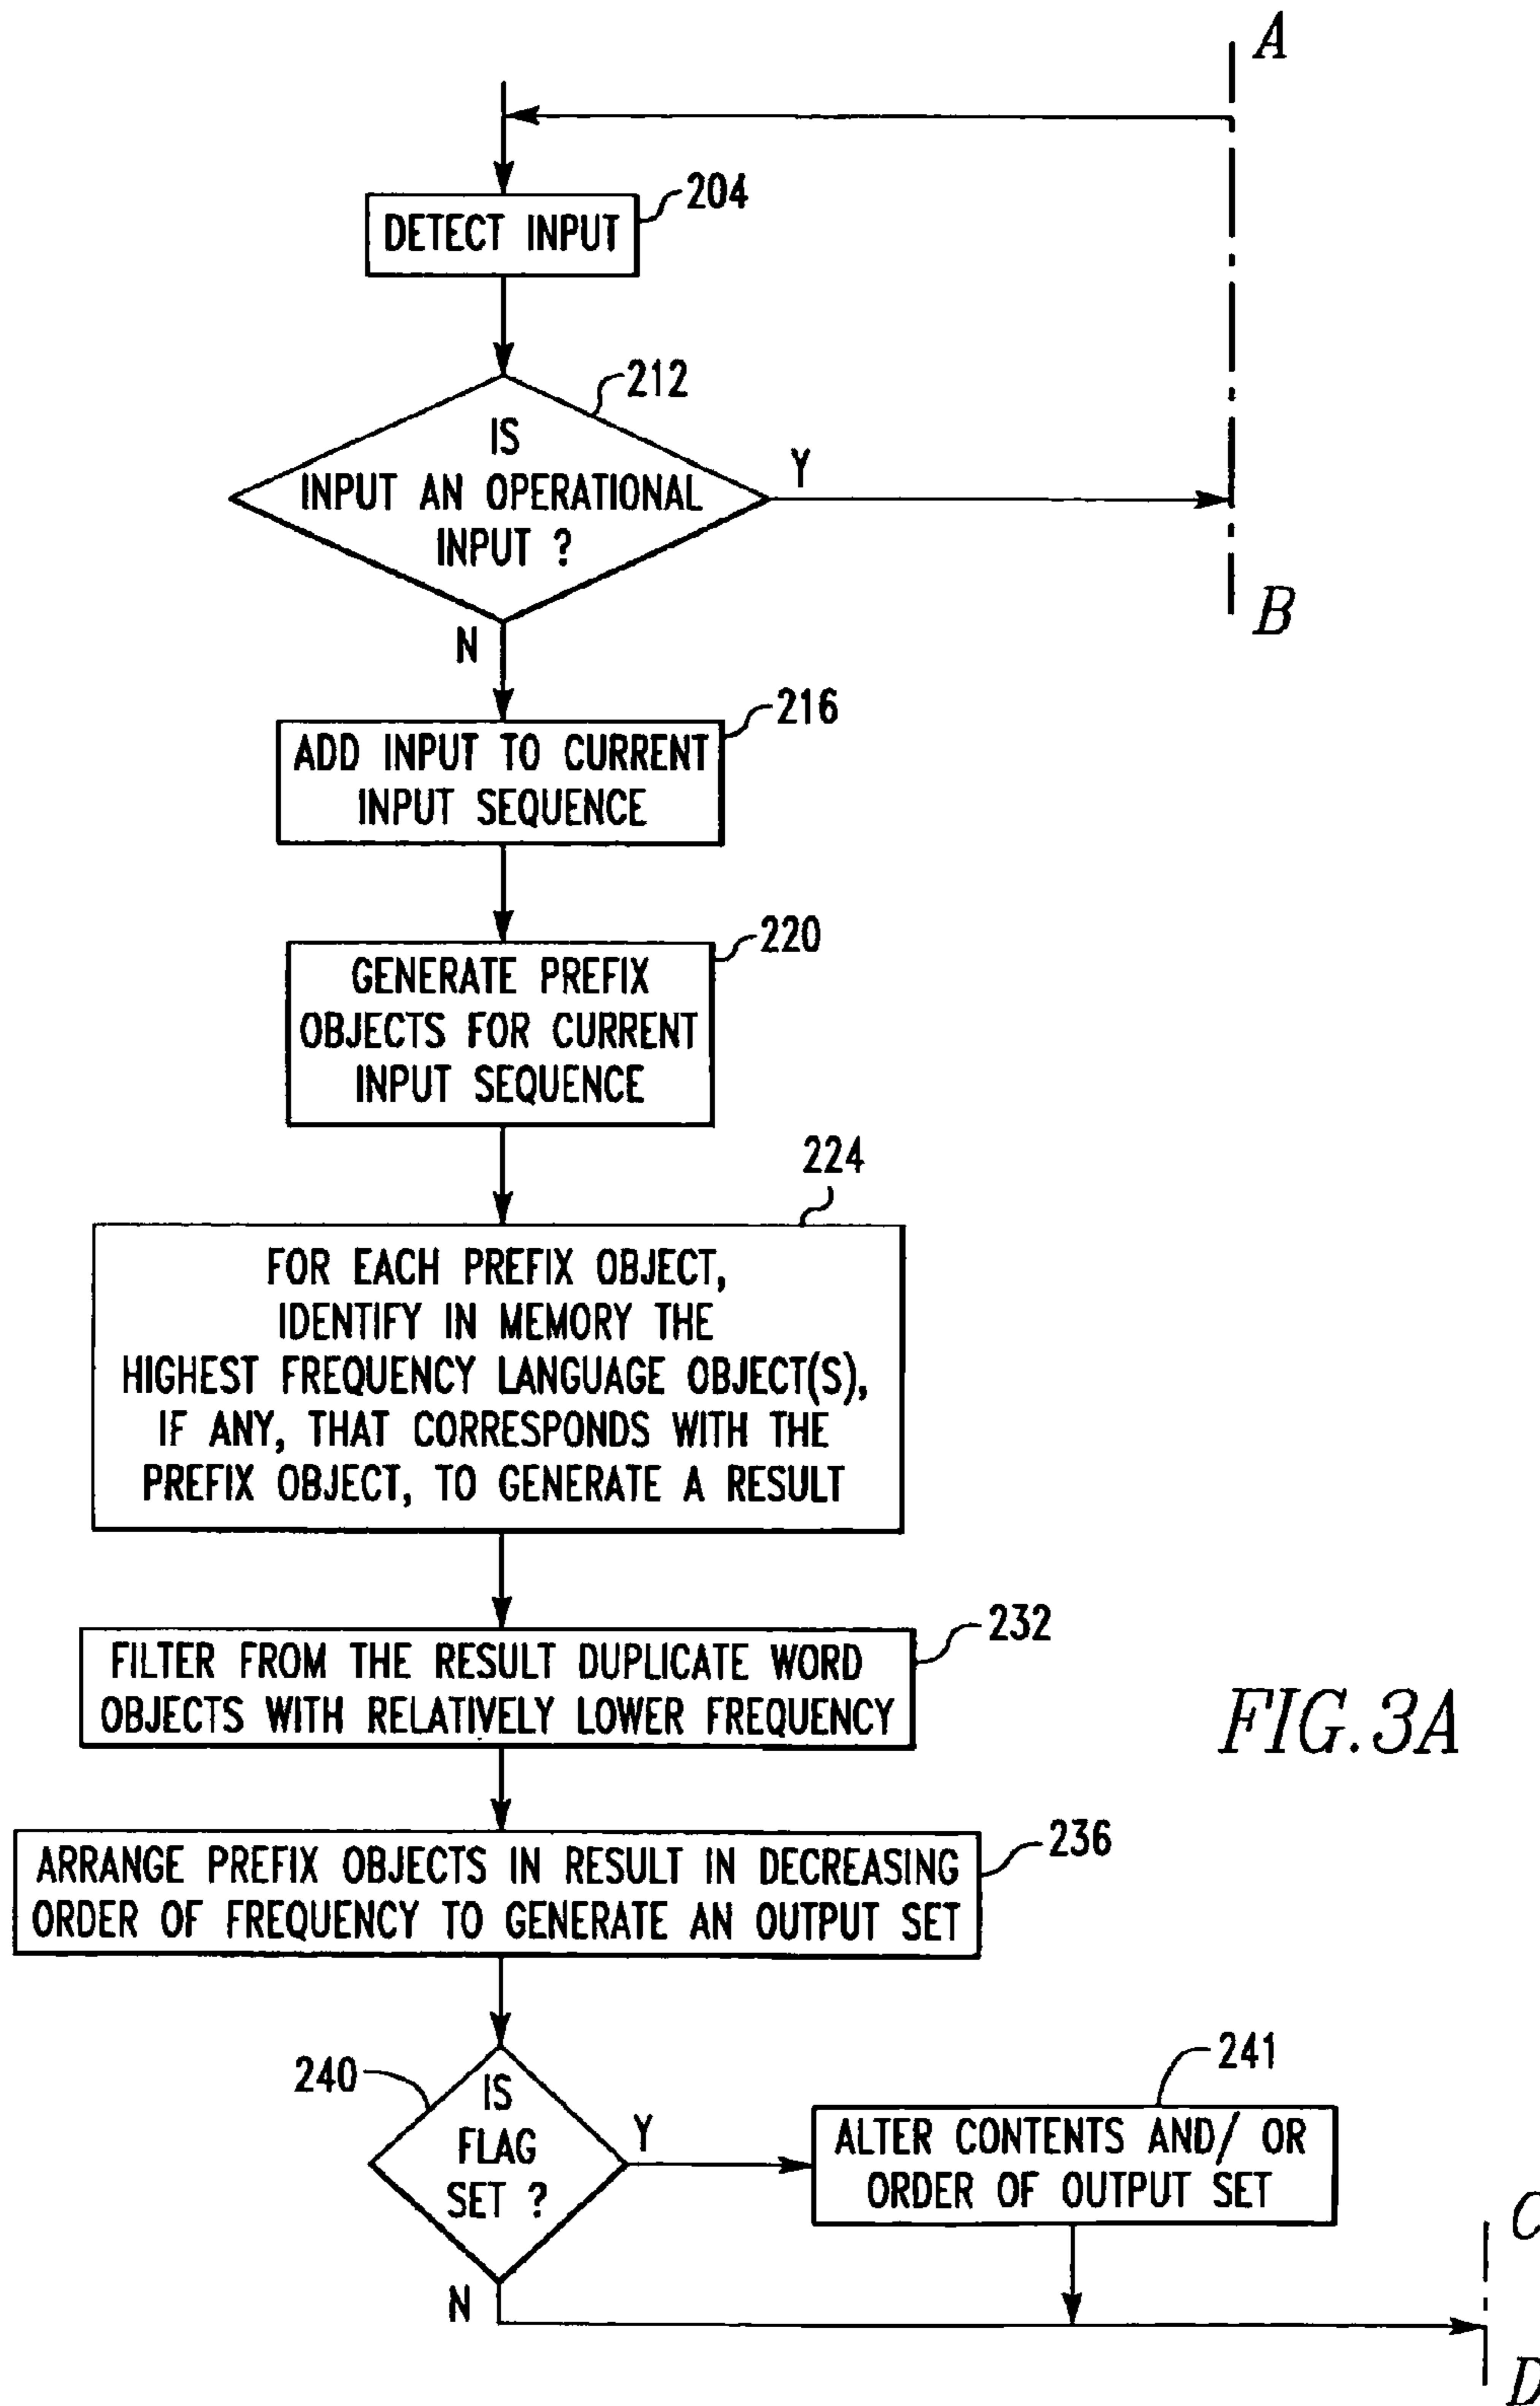 A
204
DETECT INPUT
212
IS
INPUT AN OPERATIONAL
INPUT ?
Y
B
N
216
ADD INPUT TO CURRENT
INPUT SEQUENCE
220
GENERATE PREFIX
OBJECTS FOR CURRENT
INPUT SEQUENCE
224
FOR EACH PREFIX OBJECT,
IDENTIFY IN MEMORY THE
HIGHEST FREQUENCY LANGUAGE OBJECT(S),
IF ANY, THAT CORRESPONDS WITH THE
PREFIX OBJECT, TO GENERATE A RESULT
232
FILTER FROM THE RESULT DUPLICATE WORD
OBJECTS WITH RELATIVELY LOWER FREQUENCY
FIG.3A
236
ARRANGE PREFIX OBJECTS IN RESULT IN DECREASING
ORDER OF FREQUENCY TO GENERATE AN OUTPUT SET
240
IS
FLAG
SET ?
Y
241
ALTER CONTENTS AND/ OR
ORDER OF OUTPUT SET
C
N
D